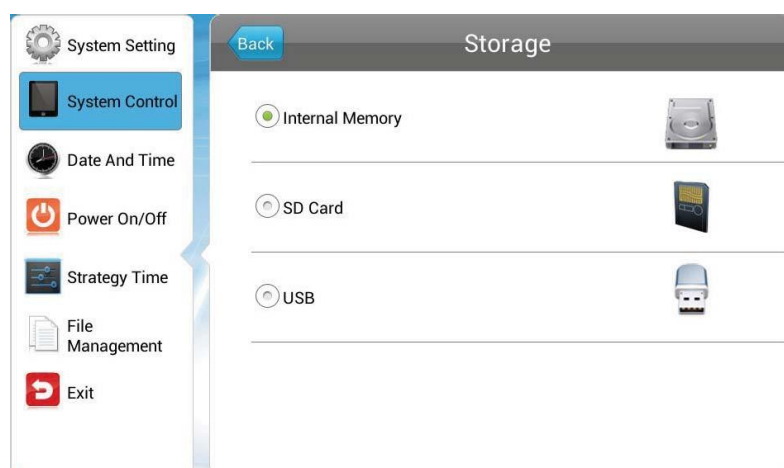 System Setting
System Control
Date And Time
Power On/Off
Strategy Time
File
Management
Exit
Back
Storage
Internal Memory
SD Card
USB